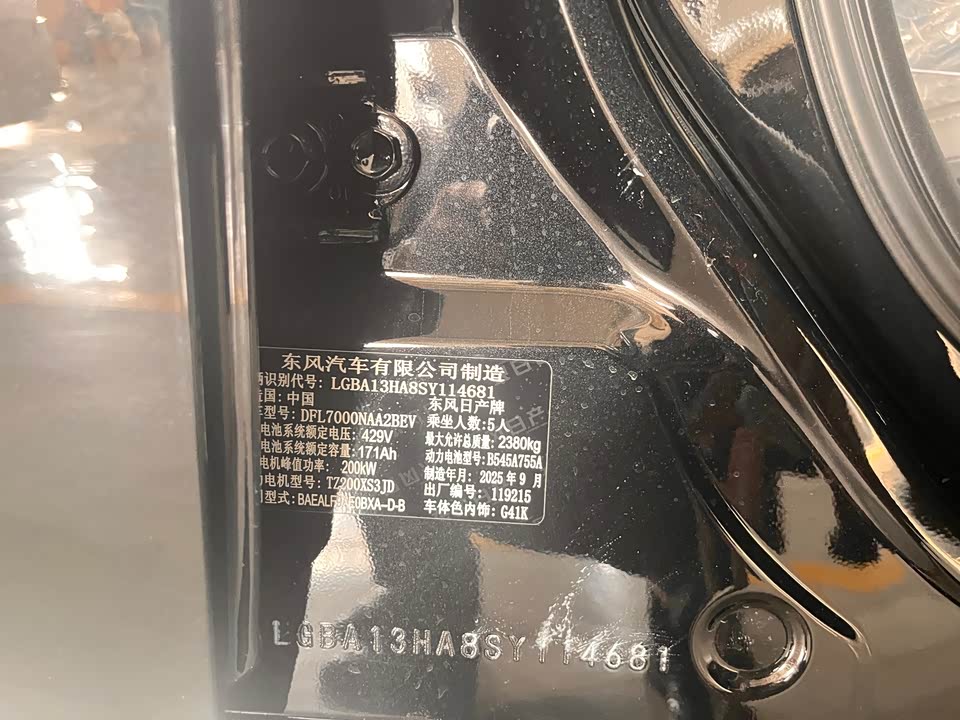 东风汽车有限公司制造
辆识别代号: LGBA13HA8SY114681
国: 中国 东风日产牌
车型号: DFL7000NAA2BEV 乘坐人数: 5人
电池系统额定电压: 429V 最大允许总质量: 2380kg
电池系统额定容量: 171Ah 动力电池型号: B545A755A
电机峰值功率: 200kW 制造年月: 2025 年 9 月
电机型号: TZ200XS3JD 出厂编号: 119215
型式: BAEALF-NE0BXA-D-B 车体色内饰: G41K
LGBA13HA8SY114681